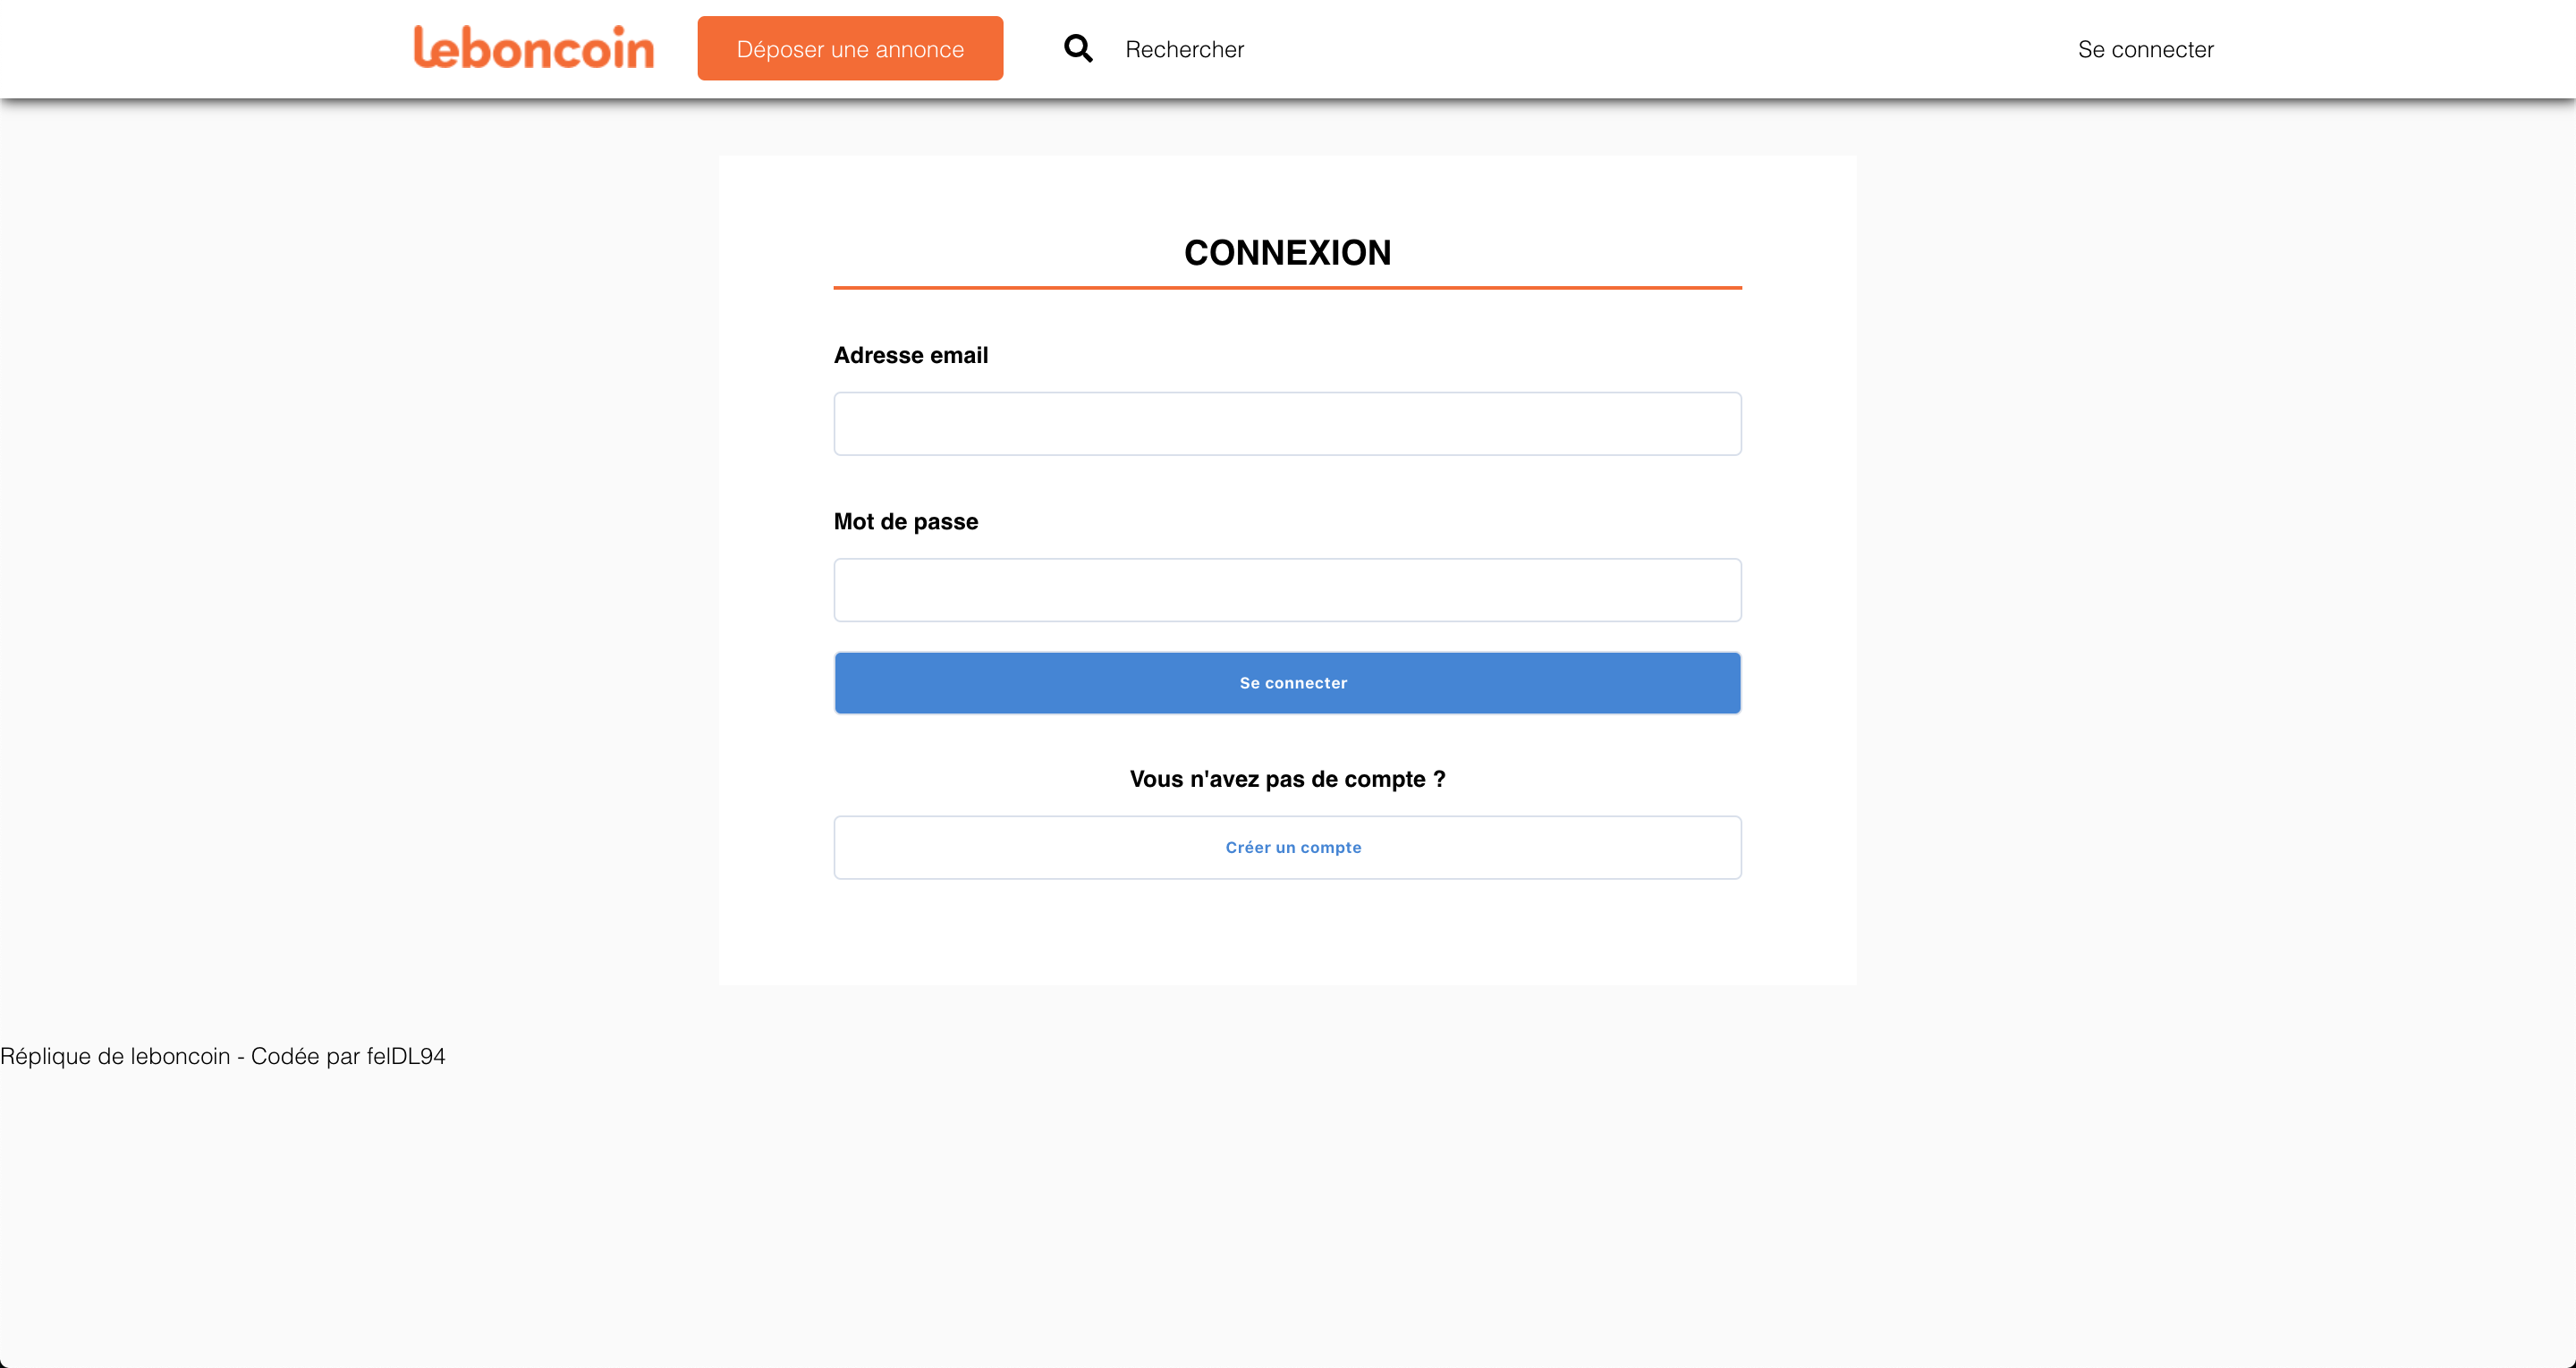 leboncoin
Déposer une annonce
Rechercher
Se connecter
CONNEXION
Adresse email
Mot de passe
Se connecter
Vous n'avez pas de compte ?
Créer un compte
Réplique de leboncoin - Codée par felDL94